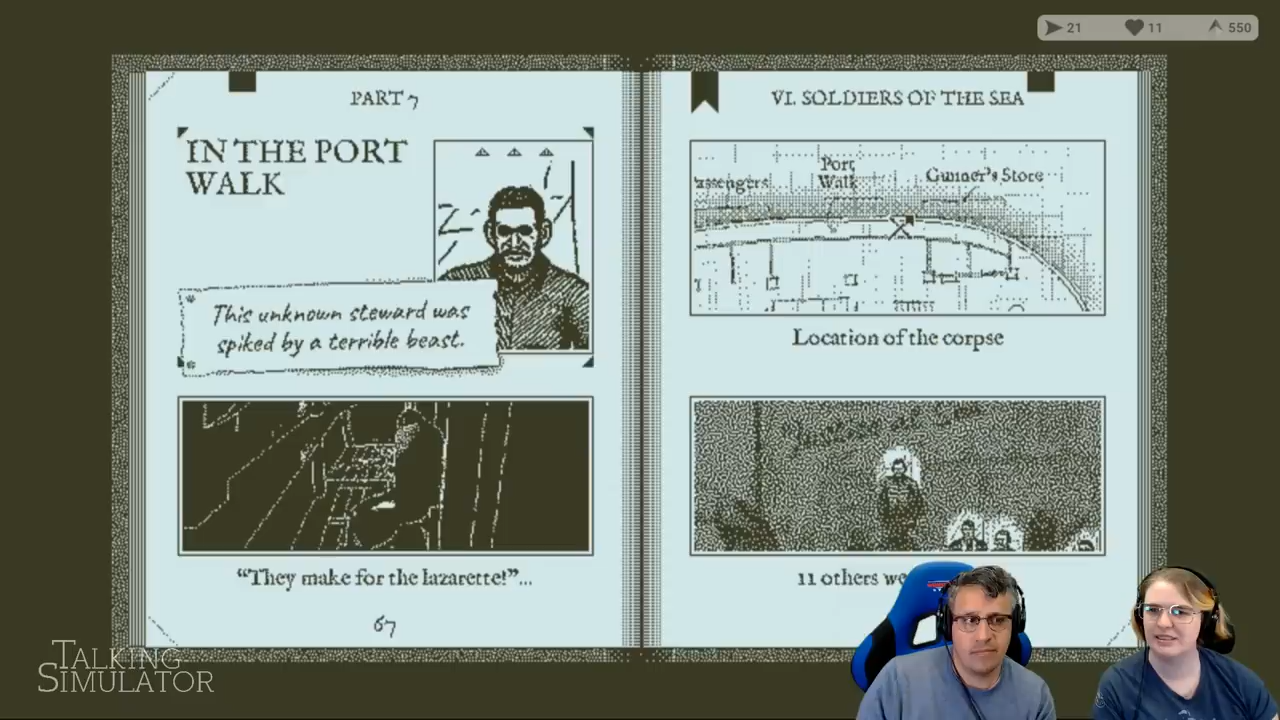 21 11 550
PART 7
IN THE PORT
WALK
This unknown steward was
spiked by a terrible beast.
"They make for the lazarette!"...
67
VI. SOLDIERS OF THE SEA
Port
Walk
Gunner's Store
Location of the corpse
11 others we
TALKING
SIMULATOR